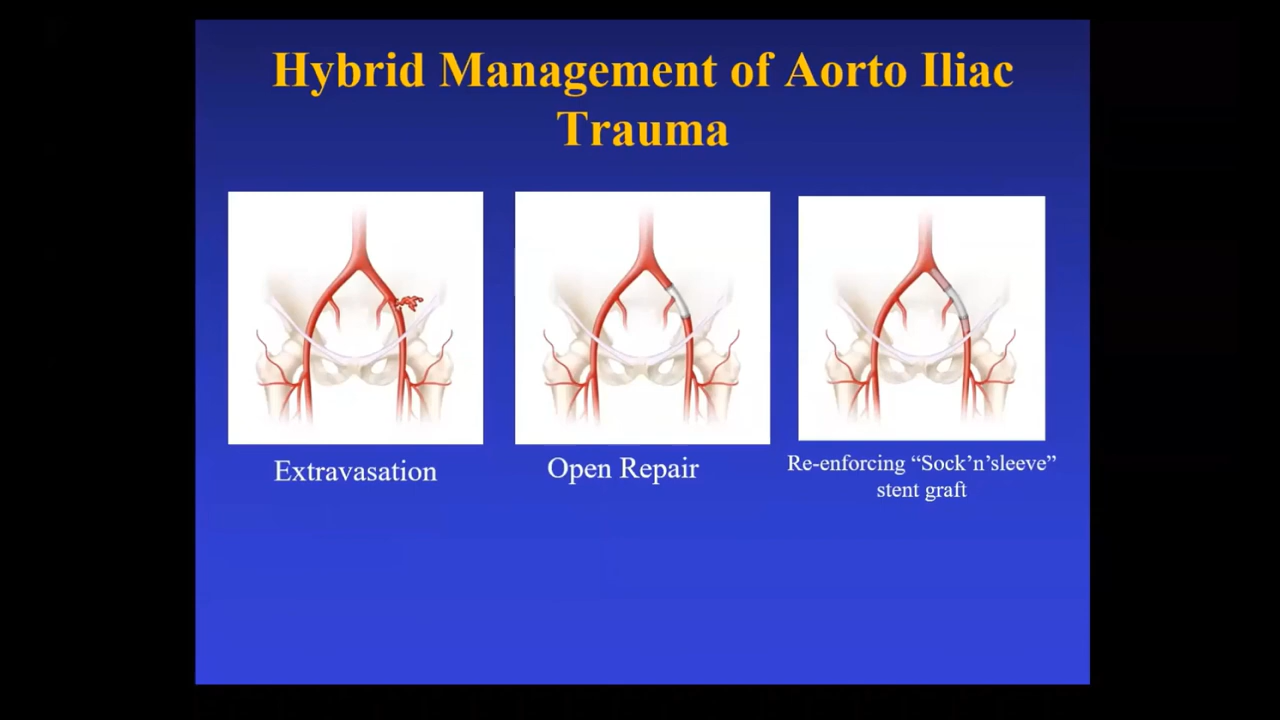 Hybrid Management of Aorto Iliac
Trauma
Extravasation
Open Repair
Re-enforcing “Sock’n’sleeve”
stent graft